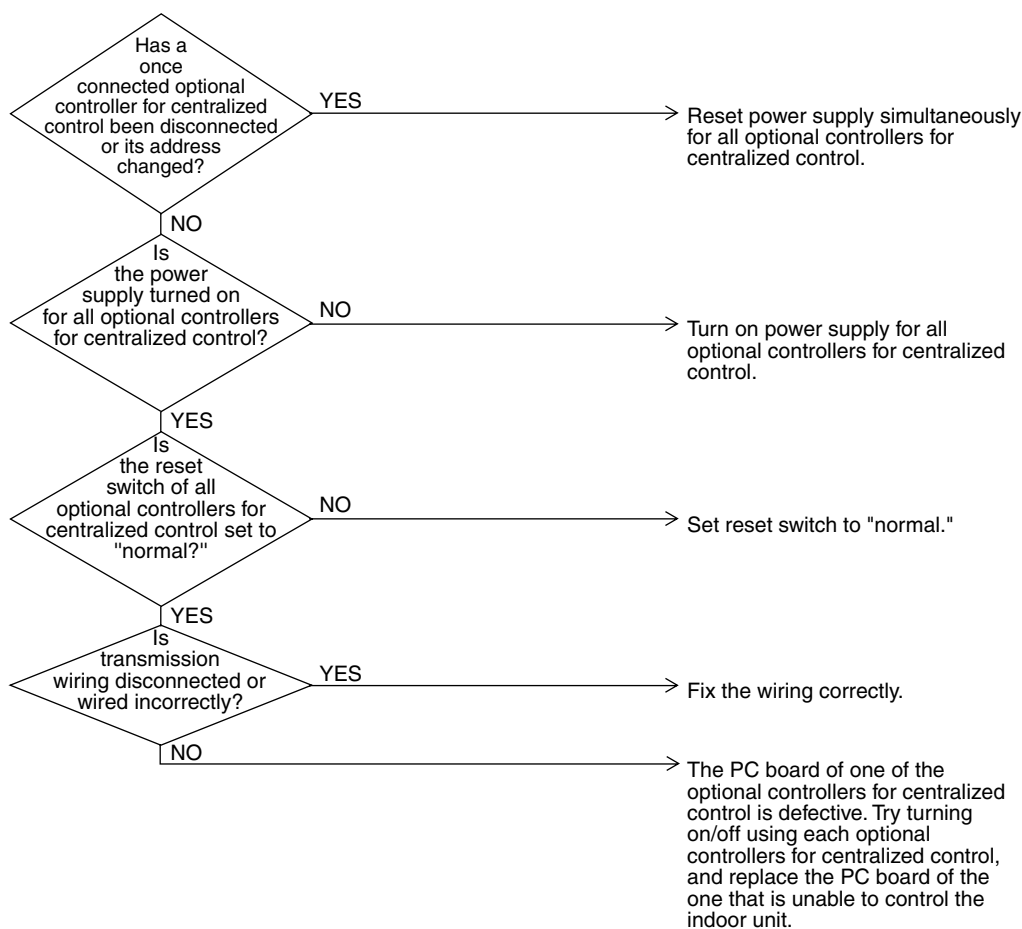 Has a
once
connected optional
controller for centralized
control been disconnected
or its address
changed?
YES
Reset power supply simultaneously
for all optional controllers for
centralized control.
NO
Is
the power
supply turned on
for all optional controllers
for centralized control?
NO
Turn on power supply for all
optional controllers for centralized
control.
YES
Is
the reset
switch of all
optional controllers for
centralized control set to
"normal?"
NO
Set reset switch to "normal."
YES
Is
transmission
wiring disconnected or
wired incorrectly?
YES
Fix the wiring correctly.
NO
The PC board of one of the
optional controllers for centralized
control is defective. Try turning
on/off using each optional
controllers for centralized control,
and replace the PC board of the
one that is unable to control the
indoor unit.